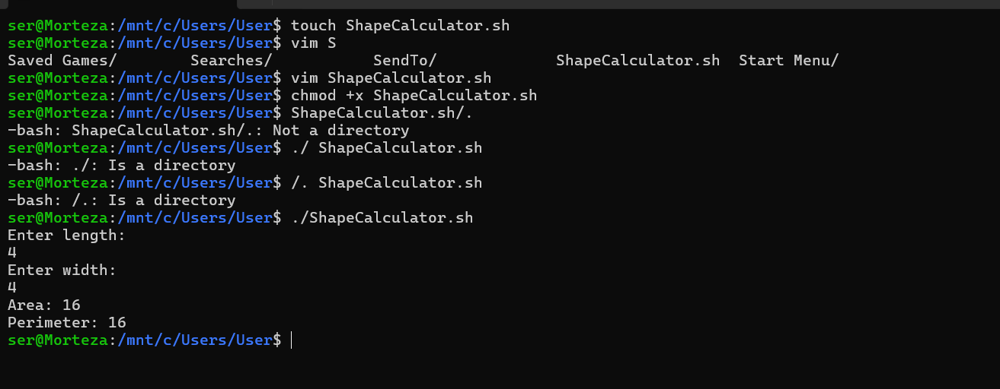 ser@Morteza:/mnt/c/Users/User$ touch ShapeCalculator.sh
ser@Morteza:/mnt/c/Users/User$ vim S
Saved Games/        Searches/           SendTo/             ShapeCalculator.sh  Start Menu/
ser@Morteza:/mnt/c/Users/User$ vim ShapeCalculator.sh
ser@Morteza:/mnt/c/Users/User$ chmod +x ShapeCalculator.sh
ser@Morteza:/mnt/c/Users/User$ ShapeCalculator.sh/.
-bash: ShapeCalculator.sh/.: Not a directory
ser@Morteza:/mnt/c/Users/User$ ./ ShapeCalculator.sh
-bash: ./: Is a directory
ser@Morteza:/mnt/c/Users/User$ /. ShapeCalculator.sh
-bash: /.: Is a directory
ser@Morteza:/mnt/c/Users/User$ ./ShapeCalculator.sh
Enter length:
4
Enter width:
4
Area: 16
Perimeter: 16
ser@Morteza:/mnt/c/Users/User$